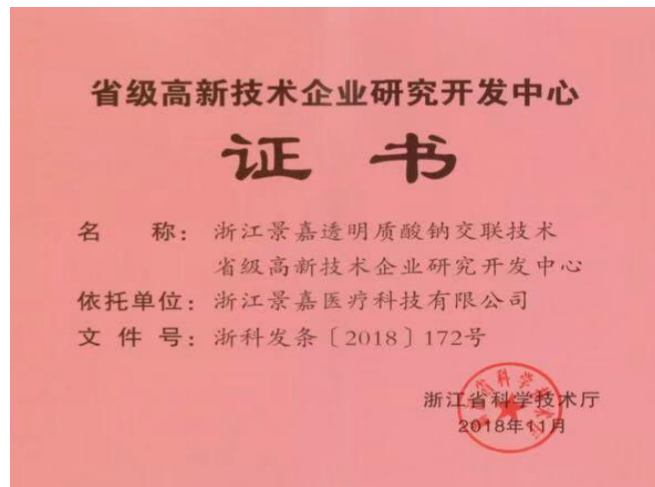 省级高新技术企业研究开发中心
证 书
名 称：浙江景嘉透明质酸钠交联技术
省级高新技术企业研究开发中心
依托单位：浙江景嘉医疗科技有限公司
文 件 号：浙科发条〔2018〕172号
浙江省科学技术厅
2018年11月